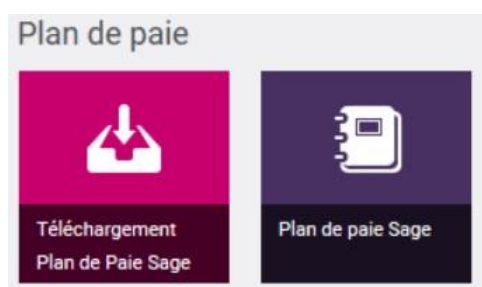 Plan de paie
Téléchargement
Plan de Paie Sage
Plan de paie Sage